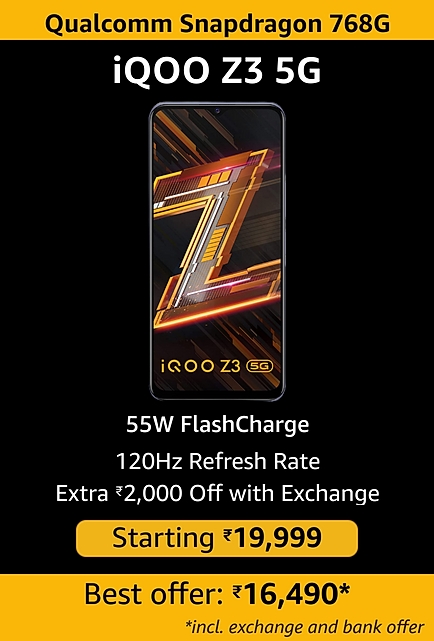 Qualcomm Snapdragon 768G
iQOO Z3 5G
Z
iQOO Z3 5G
55W FlashCharge
120Hz Refresh Rate
Extra ₹2,000 Off with Exchange
Starting ₹19,999
Best offer: ₹16,490*
*incl. exchange and bank offer